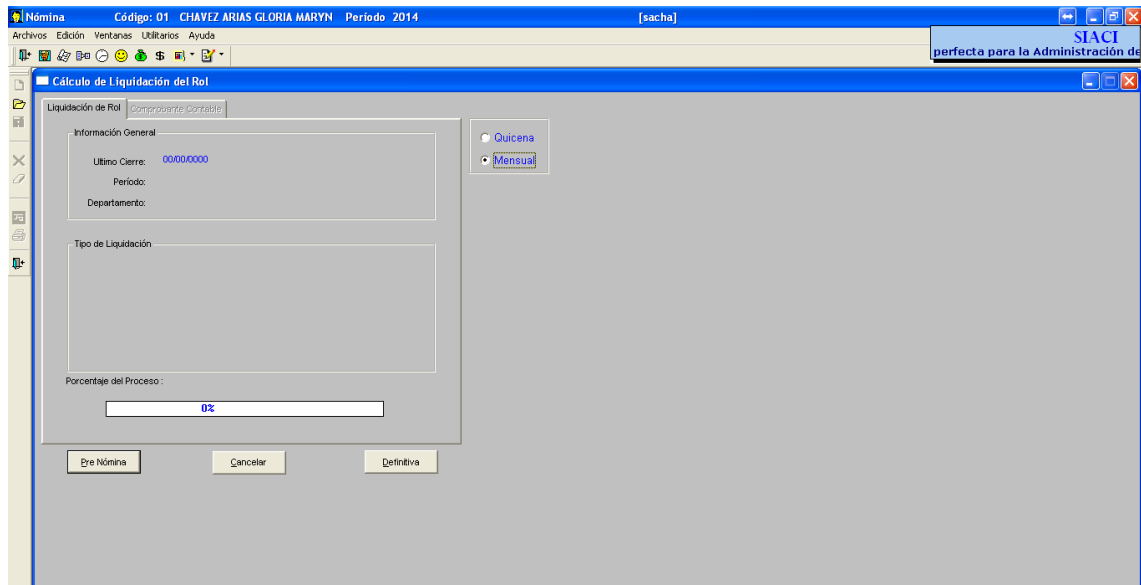 Nómina Código: 01 CHAVEZ ARIAS GLORIA MARYN Período 2014 [sacha]
Archivos Edición Ventanas Utilitarios Ayuda
SIACI
perfecta para la Administración de
Cálculo de Liquidación del Rol
Liquidación de Rol Comprobante Contable
Información General
Ultimo Cierre: 00/00/0000
Período:
Departamento:
Quicena
Mensual
Tipo de Liquidación
Porcentaje del Proceso :
0%
Pre Nómina Cancelar Definitiva